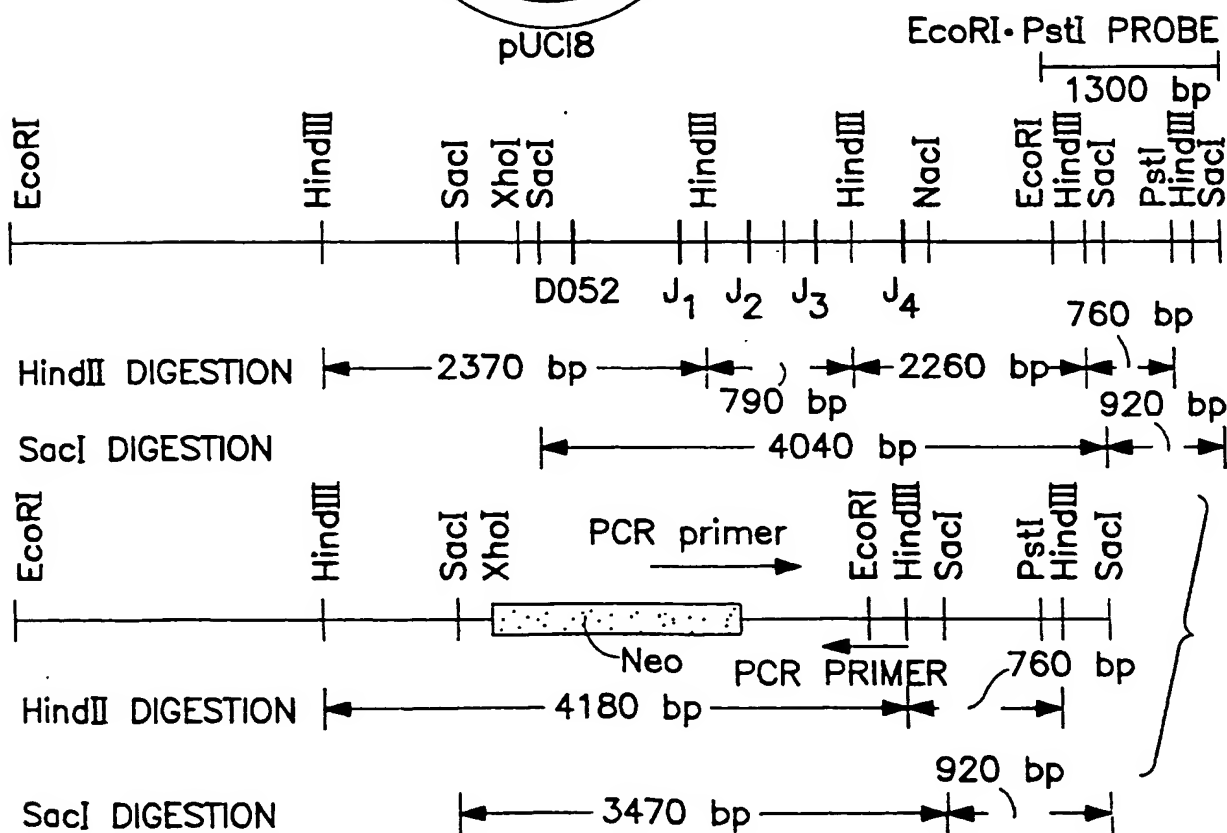 pUCI8
EcoRI·PstI PROBE
1300 bp
EcoRI
HindIII
SacI
XhoI
SacI
HindIII
HindIII
NacI
EcoRI
HindIII
SacI
PstI
HindIII
SacI
D052
J1
J2
J3
J4
760 bp
HindII DIGESTION
2370 bp
790 bp
2260 bp
920 bp
SacI DIGESTION
4040 bp
EcoRI
HindIII
SacI
XhoI
PCR primer
EcoRI
HindIII
SacI
PstI
HindIII
SacI
Neo
PCR PRIMER
760 bp
HindII DIGESTION
4180 bp
920 bp
SacI DIGESTION
3470 bp